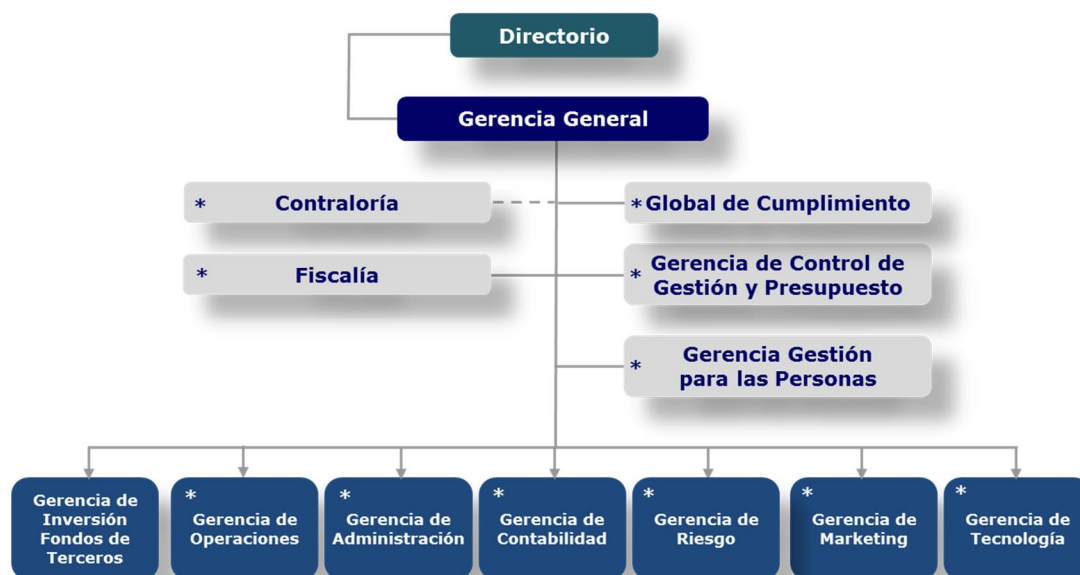 Directorio
Gerencia General
* Contraloría
* Global de Cumplimiento
* Fiscalía
* Gerencia de Control de
Gestión y Presupuesto
* Gerencia Gestión
para las Personas
Gerencia de
Inversión
Fondos de
Terceros
*
Gerencia de
Operaciones
*
Gerencia de
Administración
*
Gerencia de
Contabilidad
*
Gerencia de
Riesgo
*
Gerencia de
Marketing
*
Gerencia de
Tecnología